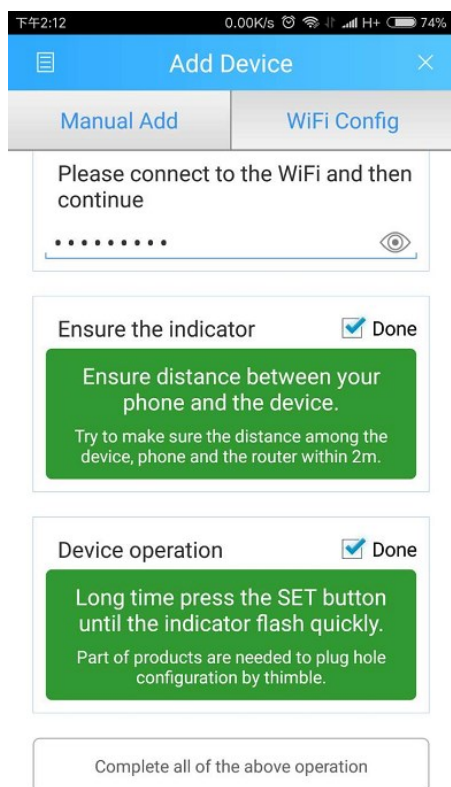 下午2:12 0.00K/s H+ 74%
Add Device
Manual Add WiFi Config
Please connect to the WiFi and then
continue
•••••••••
Ensure the indicator Done
Ensure distance between your
phone and the device.
Try to make sure the distance among the
device, phone and the router within 2m.
Device operation Done
Long time press the SET button
until the indicator flash quickly.
Part of products are needed to plug hole
configuration by thimble.
Complete all of the above operation